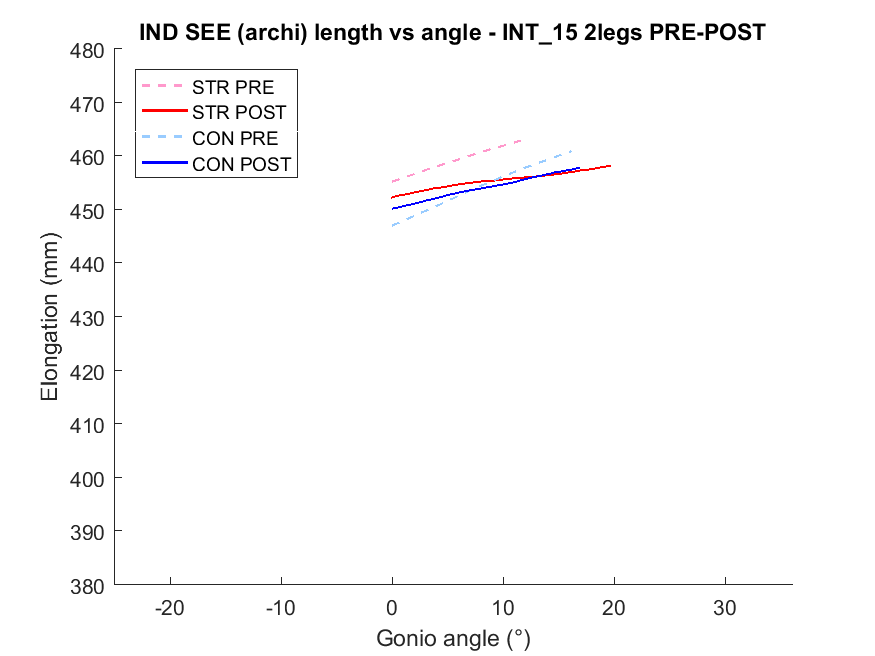 IND SEE (archi) length vs angle - INT_15 2legs PRE-POST
480
470
460
450
440
430
420
410
400
390
380
Elongation (mm)
STR PRE
STR POST
CON PRE
CON POST
-20
-10
0
10
20
30
Gonio angle (°)